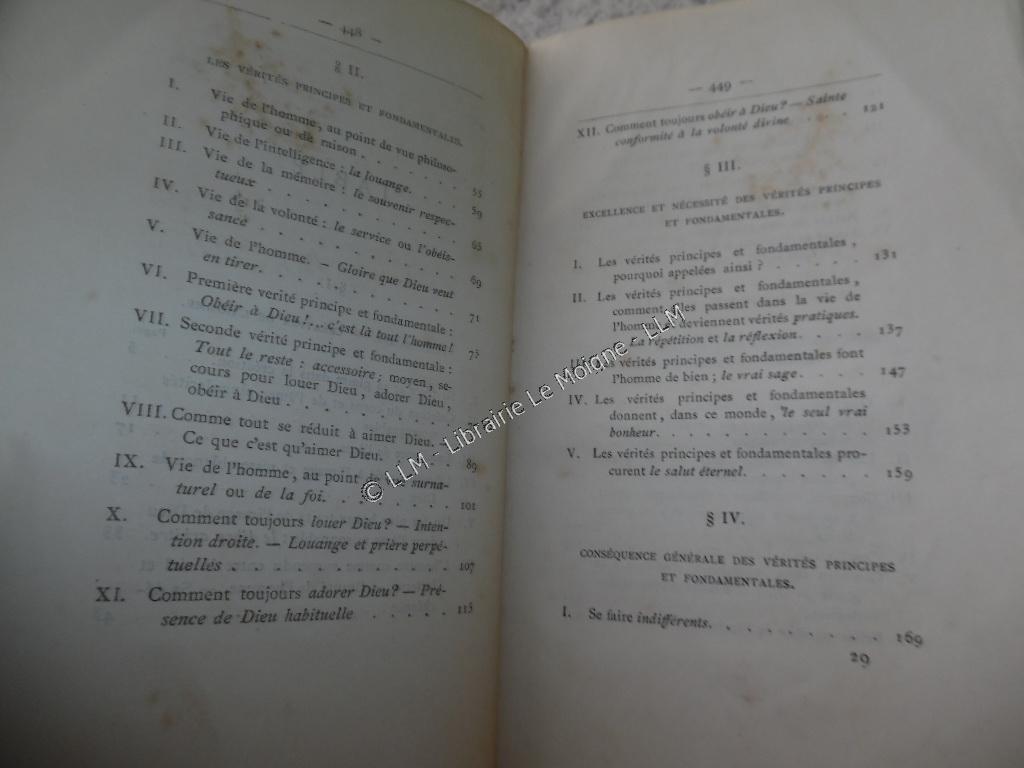 — 448 —
§ II.
LES VÉRITÉS PRINCIPES ET FONDAMENTALES.
I. Vie de l'homme, au point de vue philoso-
phique ou de raison . . . . . . 55
II. Vie de l'intelligence : la louange. . . . 59
III. Vie de la mémoire : le souvenir respec-
tueux . . . . . . . . . . 65
IV. Vie de la volonté : le service ou l'obéis-
sance . . . . . . . . . . 69
V. Vie de l'homme. — Gloire que Dieu veut
en tirer. . . . . . . . . . 71
VI. Première verité principe et fondamentale :
Obéir à Dieu !... c'est là tout l'homme ! 75
VII. Seconde vérité principe et fondamentale :
Tout le reste : accessoire ; moyen, se-
cours pour louer Dieu, adorer Dieu,
obéir à Dieu . . . . . . . .
VIII. Comme tout se réduit à aimer Dieu. —
Ce que c'est qu'aimer Dieu. . . . 89
IX. Vie de l'homme, au point surna-
turel ou de la foi. . . . . . . 101
X. Comment toujours louer Dieu ? — Inten-
tion droite. — Louange et prière perpé-
tuelles . . . . . . . . . . 107
XI. Comment toujours adorer Dieu ? — Pré-
sence de Dieu habituelle . . . . . 115
— 449 —
XII. Comment toujours obéir à Dieu ? — Sainte
conformité à la volonté divine . . . . 121
§ III.
EXCELLENCE ET NÉCESSITÉ DES VÉRITÉS PRINCIPES
ET FONDAMENTALES.
I. Les vérités principes et fondamentales,
pourquoi appelées ainsi ? . . . . . . 131
II. Les vérités principes et fondamentales,
comment passent dans la vie de
l'homme deviennent vérités pratiques.
La répétition et la réflexion. . . . . 137
vérités principes et fondamentales font
l'homme de bien ; le vrai sage. . . . . 147
IV. Les vérités principes et fondamentales
donnent, dans ce monde, le seul vrai
bonheur. . . . . . . . . . . . 153
V. Les vérités principes et fondamentales pro-
curent le salut éternel. . . . . . . 159
§ IV.
CONSÉQUENCE GÉNÉRALE DES VÉRITÉS PRINCIPES
ET FONDAMENTALES.
I. Se faire indifférents. . . . . . . . . 169
29
© LLM - Librairie Le Moigne - LLM